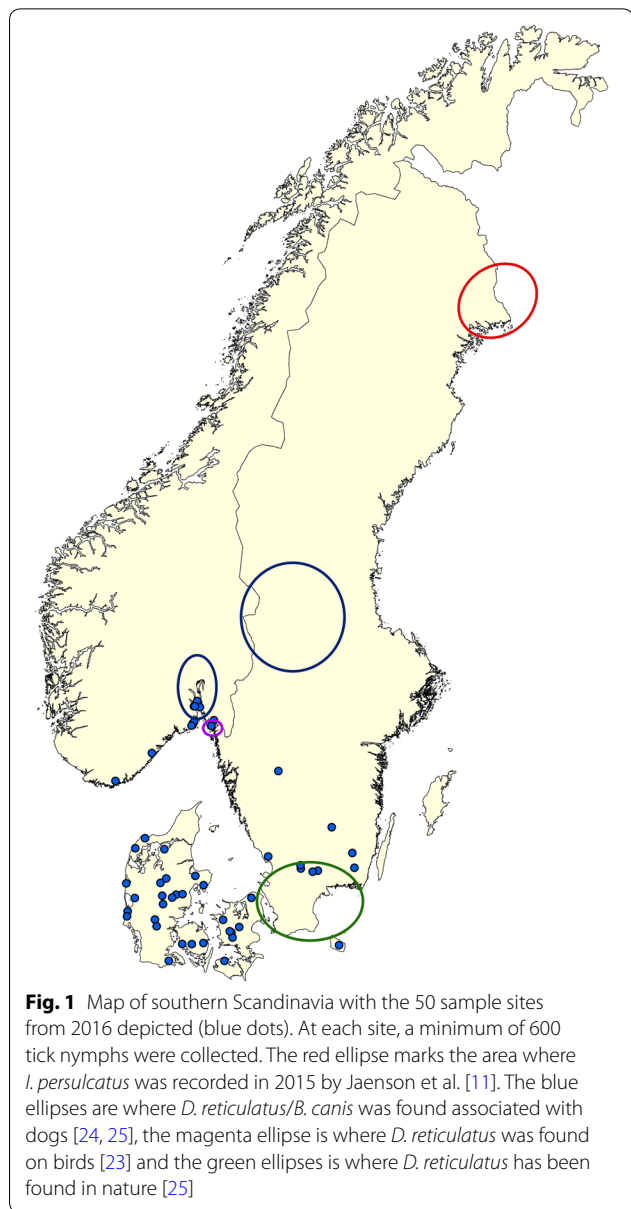 Fig. 1 Map of southern Scandinavia with the 50 sample sites
from 2016 depicted (blue dots). At each site, a minimum of 600
tick nymphs were collected. The red ellipse marks the area where
I. persulcatus was recorded in 2015 by Jaenson et al. [11]. The blue
ellipses are where D. reticulatus/B. canis was found associated with
dogs [24, 25], the magenta ellipse is where D. reticulatus was found
on birds [23] and the green ellipses is where D. reticulatus has been
found in nature [25]